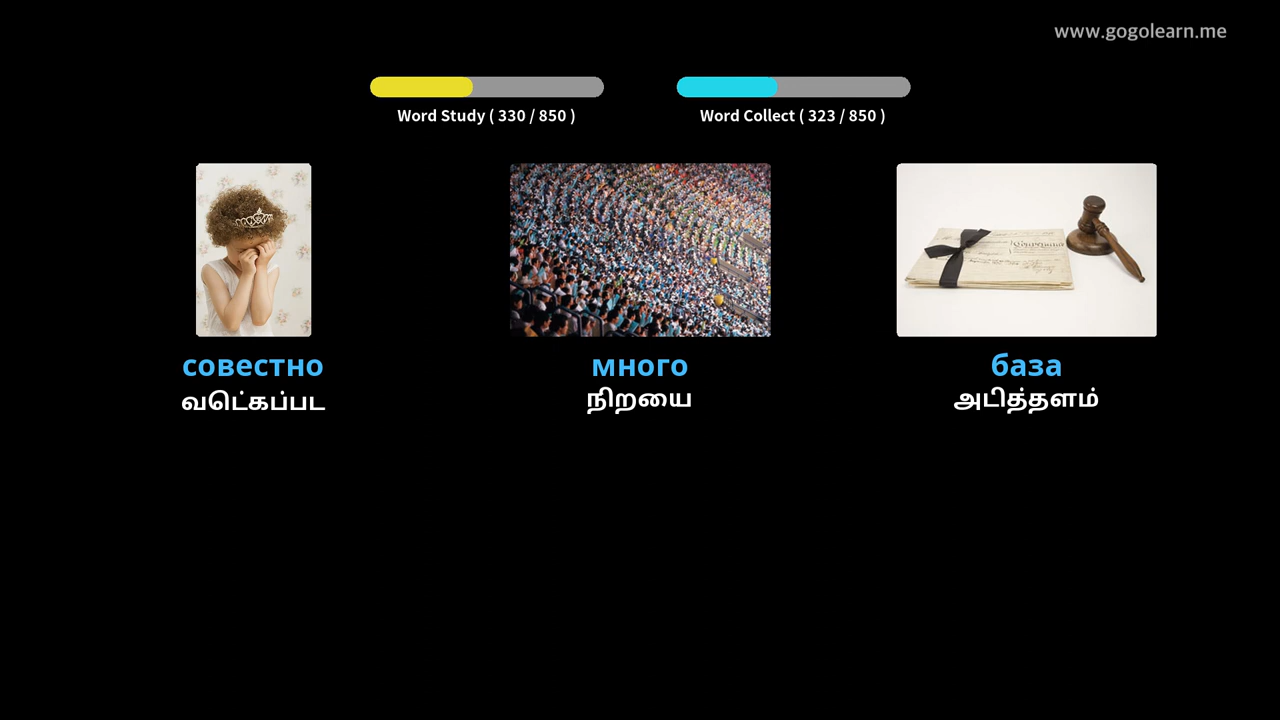 www.gogolearn.me
Word Study ( 330 / 850 )
Word Collect ( 323 / 850 )
совестно
много
база
வெட்கப்பட
நிறைய
அடித்தளம்